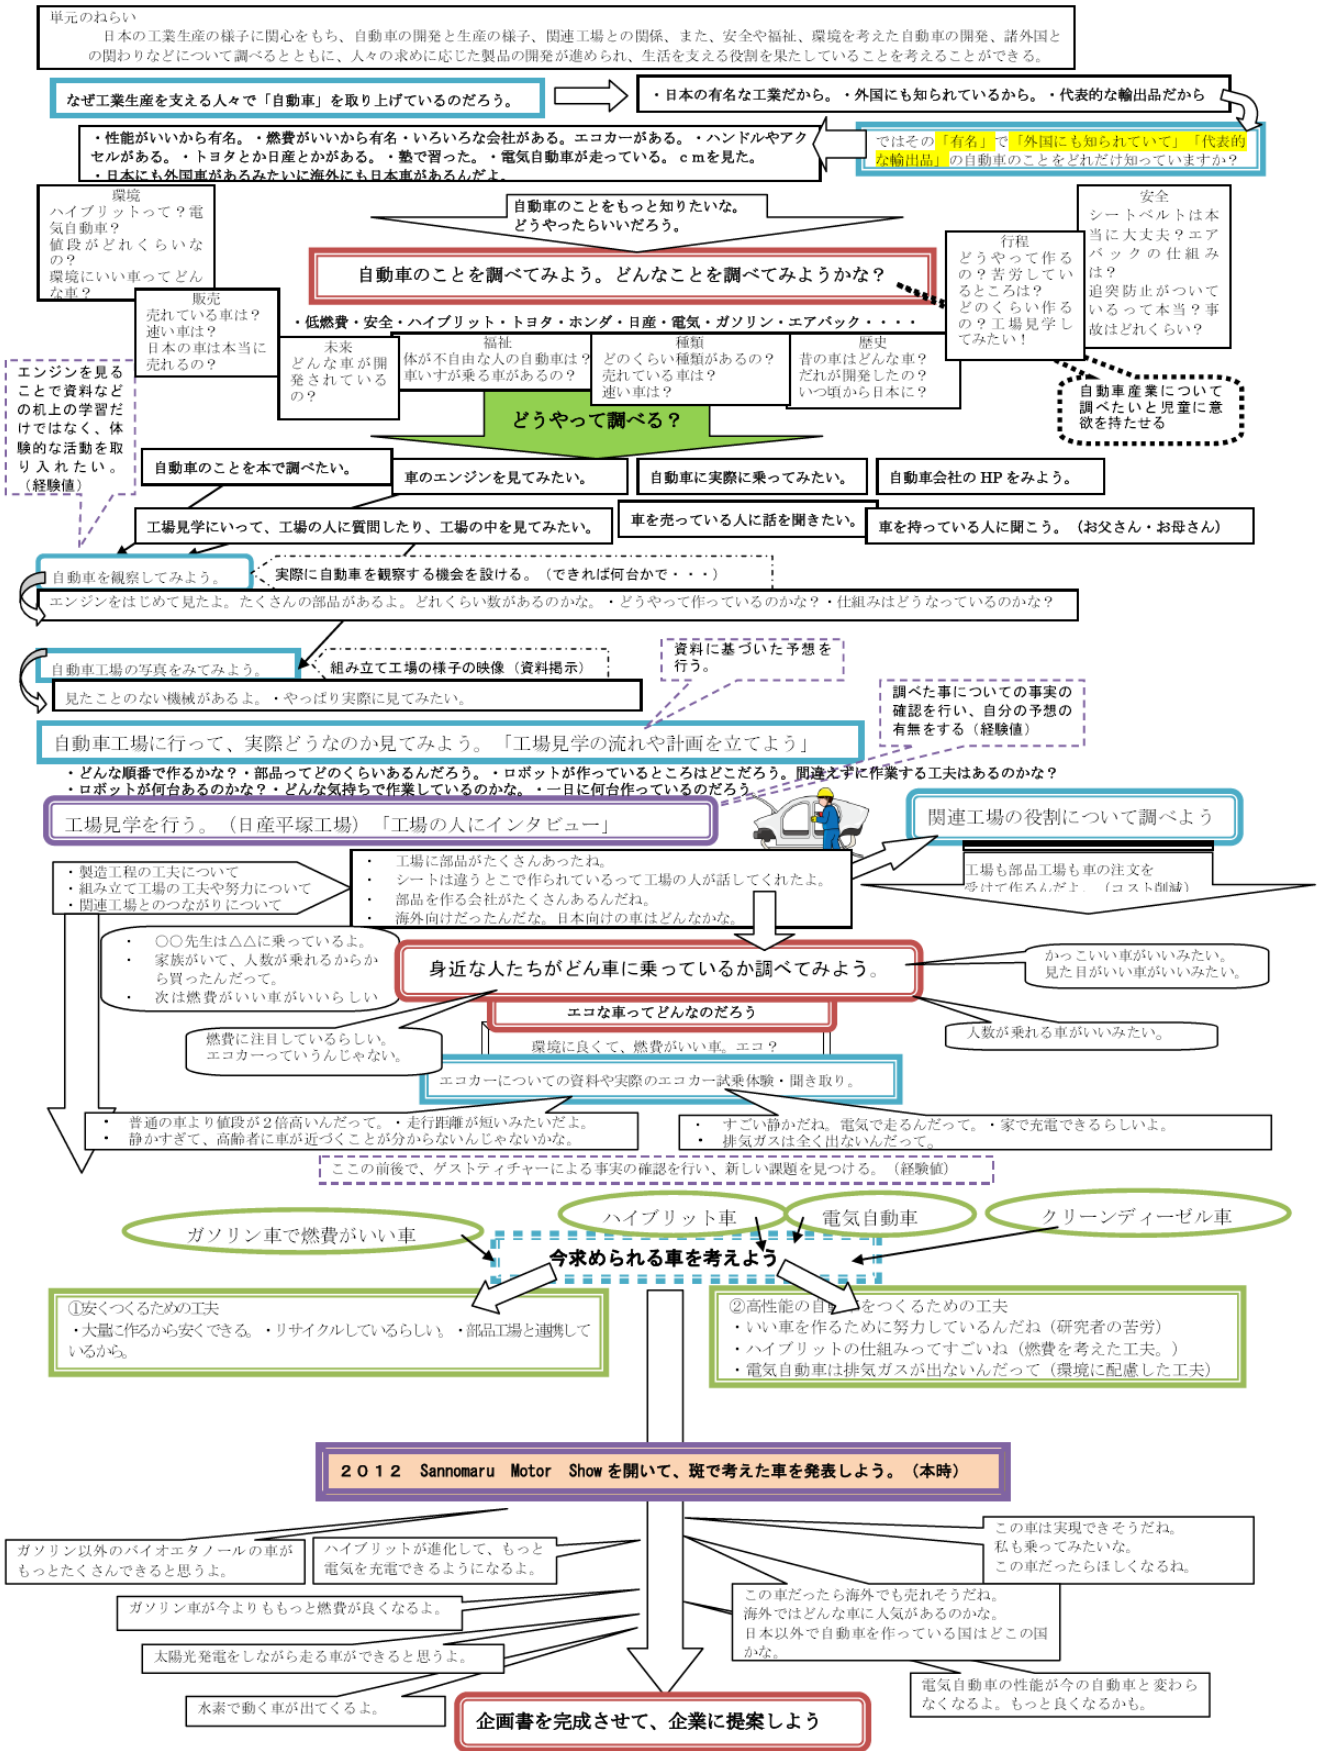 単元のねらい
日本の工業生産の様子に関心をもち、自動車の開発と生産の様子、関連工場との関係、また、安全や福祉、環境を考えた自動車の開発、諸外国と
の関わりなどについて調べるとともに、人々の求めに応じた製品の開発が進められ、生活を支える役割を果たしていることを考えることができる。
なぜ工業生産を支える人々で「自動車」を取り上げているのだろう。
・日本の有名な工業だから。・外国にも知られているから。・代表的な輸出品だから
・性能がいいから有名。・燃費がいいから有名・いろいろな会社がある。エコカーがある。・ハンドルやアク
セルがある。・トヨタとか日産とかがある。・塾で習った。・電気自動車が走っている。ｃｍを見た。
・日本にも外国車があるみたいに海外にも日本車があるんだよ。
ではその「有名」で「外国にも知られていて」「代表的
な輸出品」の自動車のことをどれだけ知っていますか？
環境
ハイブリットって？電
気自動車？
値段がどれくらいな
の？
環境にいい車ってどん
な車？
自動車のことをもっと知りたいな。
どうやったらいいだろう。
安全
シートベルトは本
当に大丈夫？エア
バックの仕組み
は？
追突防止がついて
いるって本当？事
故はどれくらい？
行程
どうやって作る
の？苦労してい
るところは？
どのくらい作る
の？工場見学し
てみたい！
自動車のことを調べてみよう。どんなことを調べてみようかな？
販売
売れている車は？
速い車は？
日本の車は本当に
売れるの？
・低燃費・安全・ハイブリット・トヨタ・ホンダ・日産・電気・ガソリン・エアバック・・・・
未来
どんな車が開
発されている
の？
福祉
体が不自由な人の自動車は？
車いすが乗る車があるの？
種類
どのくらい種類があるの？
売れている車は？
速い車は？
歴史
昔の車はどんな車？
だれが開発したの？
いつ頃から日本に？
エンジンを見る
ことで資料など
の机上の学習だ
けではなく、体
験的な活動を取
り入れたい。
（経験値）
自動車産業について
調べたいと児童に意
欲を持たせる
どうやって調べる？
自動車のことを本で調べたい。
車のエンジンを見てみたい。
自動車に実際に乗ってみたい。
自動車会社の HP をみよう。
工場見学にいって、工場の人に質問したり、工場の中を見てみたい。
車を売っている人に話を聞きたい。
車を持っている人に聞こう。（お父さん・お母さん）
自動車を観察してみよう。
実際に自動車を観察する機会を設ける。（できれば何台かで・・・）
エンジンをはじめて見たよ。たくさんの部品があるよ。どれくらい数があるのかな。・どうやって作っているのかな？・仕組みはどうなっているのかな？
自動車工場の写真をみてみよう。
組み立て工場の様子の映像（資料掲示）
資料に基づいた予想を
行う。
見たことのない機械があるよ。・やっぱり実際に見てみたい。
調べた事についての事実の
確認を行い、自分の予想の
有無をする（経験値）
自動車工場に行って、実際どうなのか見てみよう。「工場見学の流れや計画を立てよう」
・どんな順番で作るかな？・部品ってどのくらいあるんだろう。・ロボットが作っているところはどこだろう。間違えずに作業する工夫はあるのかな？
・ロボットが何台あるのかな？・どんな気持ちで作業しているのかな。・一日に何台作っているのだろう
工場見学を行う。（日産平塚工場）「工場の人にインタビュー」
関連工場の役割について調べよう
・製造工程の工夫について
・組み立て工場の工夫や努力について
・関連工場とのつながりについて
・工場に部品がたくさんあったね。
・シートは違うとこで作られているって工場の人が話してくれたよ。
・部品を作る会社がたくさんあるんだね。
・海外向けだったんだな。日本向けの車はどんなかな。
工場も部品工場も車の注文を
受けて作るんだよ。（コスト削減）
・〇〇先生は△△に乗っているよ。
・家族がいて、人数が乗れるからか
ら買ったんだって。
・次は燃費がいい車がいいらしい
身近な人たちがどん車に乗っているか調べてみよう。
かっこいい車がいいみたい。
見た目がいい車がいいみたい。
エコな車ってどんなのだろう
燃費に注目しているらしい。
エコカーっていうんじゃない。
人数が乗れる車がいいみたい。
環境に良くて、燃費がいい車。エコ？
エコカーについての資料や実際のエコカー試乗体験・聞き取り。
・普通の車より値段が２倍高いんだって。・走行距離が短いみたいだよ。
・静かすぎて、高齢者に車が近づくことが分からないんじゃないかな。
・すごい静かだね。電気で走るんだって。・家で充電できるらしいよ。
・排気ガスは全く出ないんだって。
ここの前後で、ゲストティチャーによる事実の確認を行い、新しい課題を見つける。（経験値）
ガソリン車で燃費がいい車
ハイブリット車
電気自動車
クリーンディーゼル車
今求められる車を考えよう
①安くつくるための工夫
・大量に作るから安くできる。・リサイクルしているらしい。・部品工場と連携して
いるから。
②高性能の自動車をつくるための工夫
・いい車を作るために努力しているんだね（研究者の苦労）
・ハイブリットの仕組みってすごいね（燃費を考えた工夫。）
・電気自動車は排気ガスが出ないんだって（環境に配慮した工夫）
２０１２　Sannomaru　Motor　Show を開いて、斑で考えた車を発表しよう。（本時）
ガソリン以外のバイオエタノールの車が
もっとたくさんできると思うよ。
ハイブリットが進化して、もっと
電気を充電できるようになるよ。
この車は実現できそうだね。
私も乗ってみたいな。
この車だったらほしくなるね。
ガソリン車が今よりももっと燃費が良くなるよ。
この車だったら海外でも売れそうだね。
海外ではどんな車に人気があるのかな。
日本以外で自動車を作っている国はどこの国
かな。
太陽光発電をしながら走る車ができると思うよ。
電気自動車の性能が今の自動車と変わら
なくなるよ。もっと良くなるかも。
水素で動く車が出てくるよ。
企画書を完成させて、企業に提案しよう